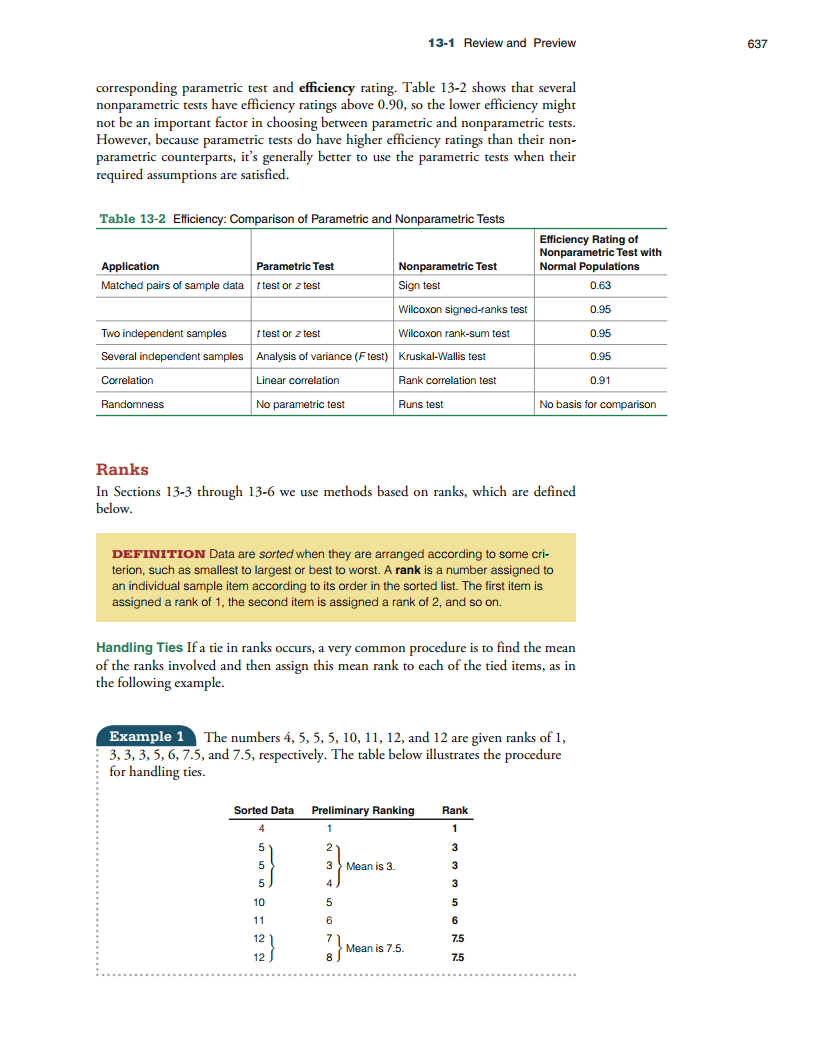 13-1 Review and Preview 637
corresponding parametric test and efficiency rating. Table 13-2 shows that several
nonparametric tests have efficiency ratings above 0.90, so the lower efficiency might
not be an important factor in choosing between parametric and nonparametric tests.
However, because parametric tests do have higher efficiency ratings than their non-
parametric counterparts, it's generally better to use the parametric tests when their
required assumptions are satisfied.
Table 13-2 Efficiency: Comparison of Parametric and Nonparametric Tests
Efficiency Rating of
Nonparametric Test with
Application Parametric Test Nonparametric Test Normal Populations
Matched pairs of sample data t test or z test Sign test 0.63
Wilcoxon signed-ranks test 0.95
Two independent samples t test or z test Wilcoxon rank-sum test 0.95
Several independent samples Analysis of variance (F test) Kruskal-Wallis test 0.95
Correlation Linear correlation Rank correlation test 0.91
Randomness No parametric test Runs test No basis for comparison
Ranks
In Sections 13-3 through 13-6 we use methods based on ranks, which are defined
below.
DEFINITION Data are sorted when they are arranged according to some cri-
terion, such as smallest to largest or best to worst. A rank is a number assigned to
an individual sample item according to its order in the sorted list. The first item is
assigned a rank of 1, the second item is assigned a rank of 2, and so on.
Handling Ties If a tie in ranks occurs, a very common procedure is to find the mean
of the ranks involved and then assign this mean rank to each of the tied items, as in
the following example.
Example 1 The numbers 4, 5, 5, 5, 10, 11, 12, and 12 are given ranks of 1,
3, 3, 3, 5, 6, 7.5, and 7.5, respectively. The table below illustrates the procedure
for handling ties.
Sorted Data Preliminary Ranking Rank
4 1 1
5 2 3
5 3 Mean is 3. 3
5 4 3
10 5 5
11 6 6
12 7 7.5
Mean is 7.5.
12 8 7.5